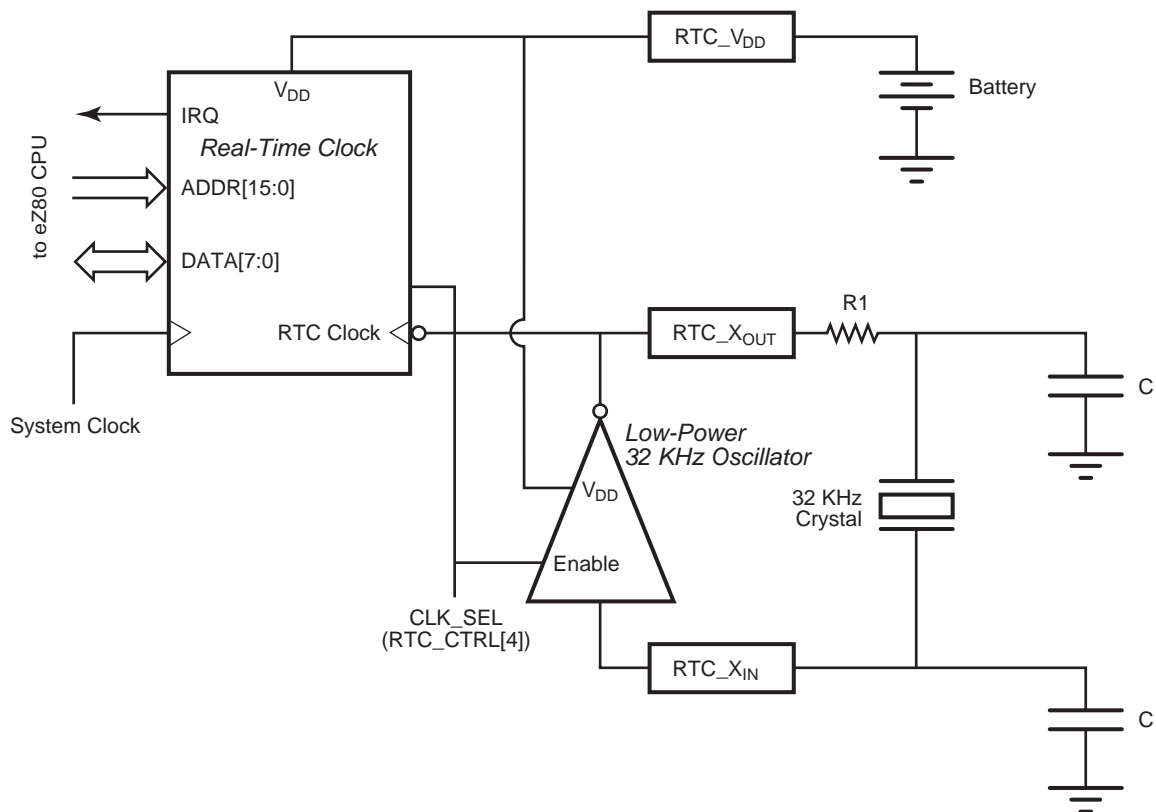 RTC_VDD
VDD
Battery
IRQ
Real-Time Clock
to eZ80 CPU
ADDR[15:0]
DATA[7:0]
R1
RTC Clock
RTC_XOUT
C
System Clock
Low-Power
32 KHz Oscillator
VDD
32 KHz
Crystal
Enable
CLK_SEL
(RTC_CTRL[4])
RTC_XIN
C